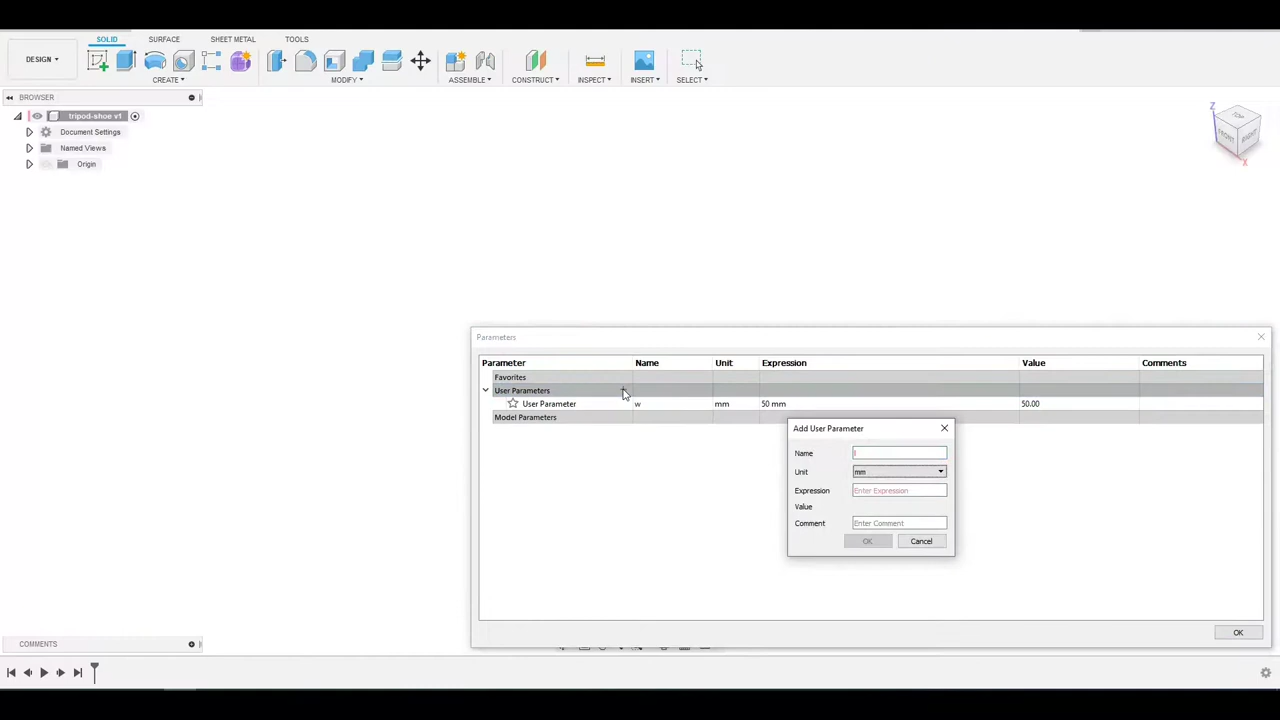 SOLID SURFACE SHEET METAL TOOLS
DESIGN
CREATE MODIFY ASSEMBLE CONSTRUCT INSPECT INSERT SELECT
BROWSER
tripod-shoe v1
Document Settings
Named Views
Origin
Z
FRONT RIGHT
X
Parameters
Parameter Name Unit Expression Value Comments
Favorites
User Parameters
User Parameter w mm 50 mm 50.00
Model Parameters
Add User Parameter
Name
Unit mm
Expression Enter Expression
Value
Comment Enter Comment
OK Cancel
OK
COMMENTS